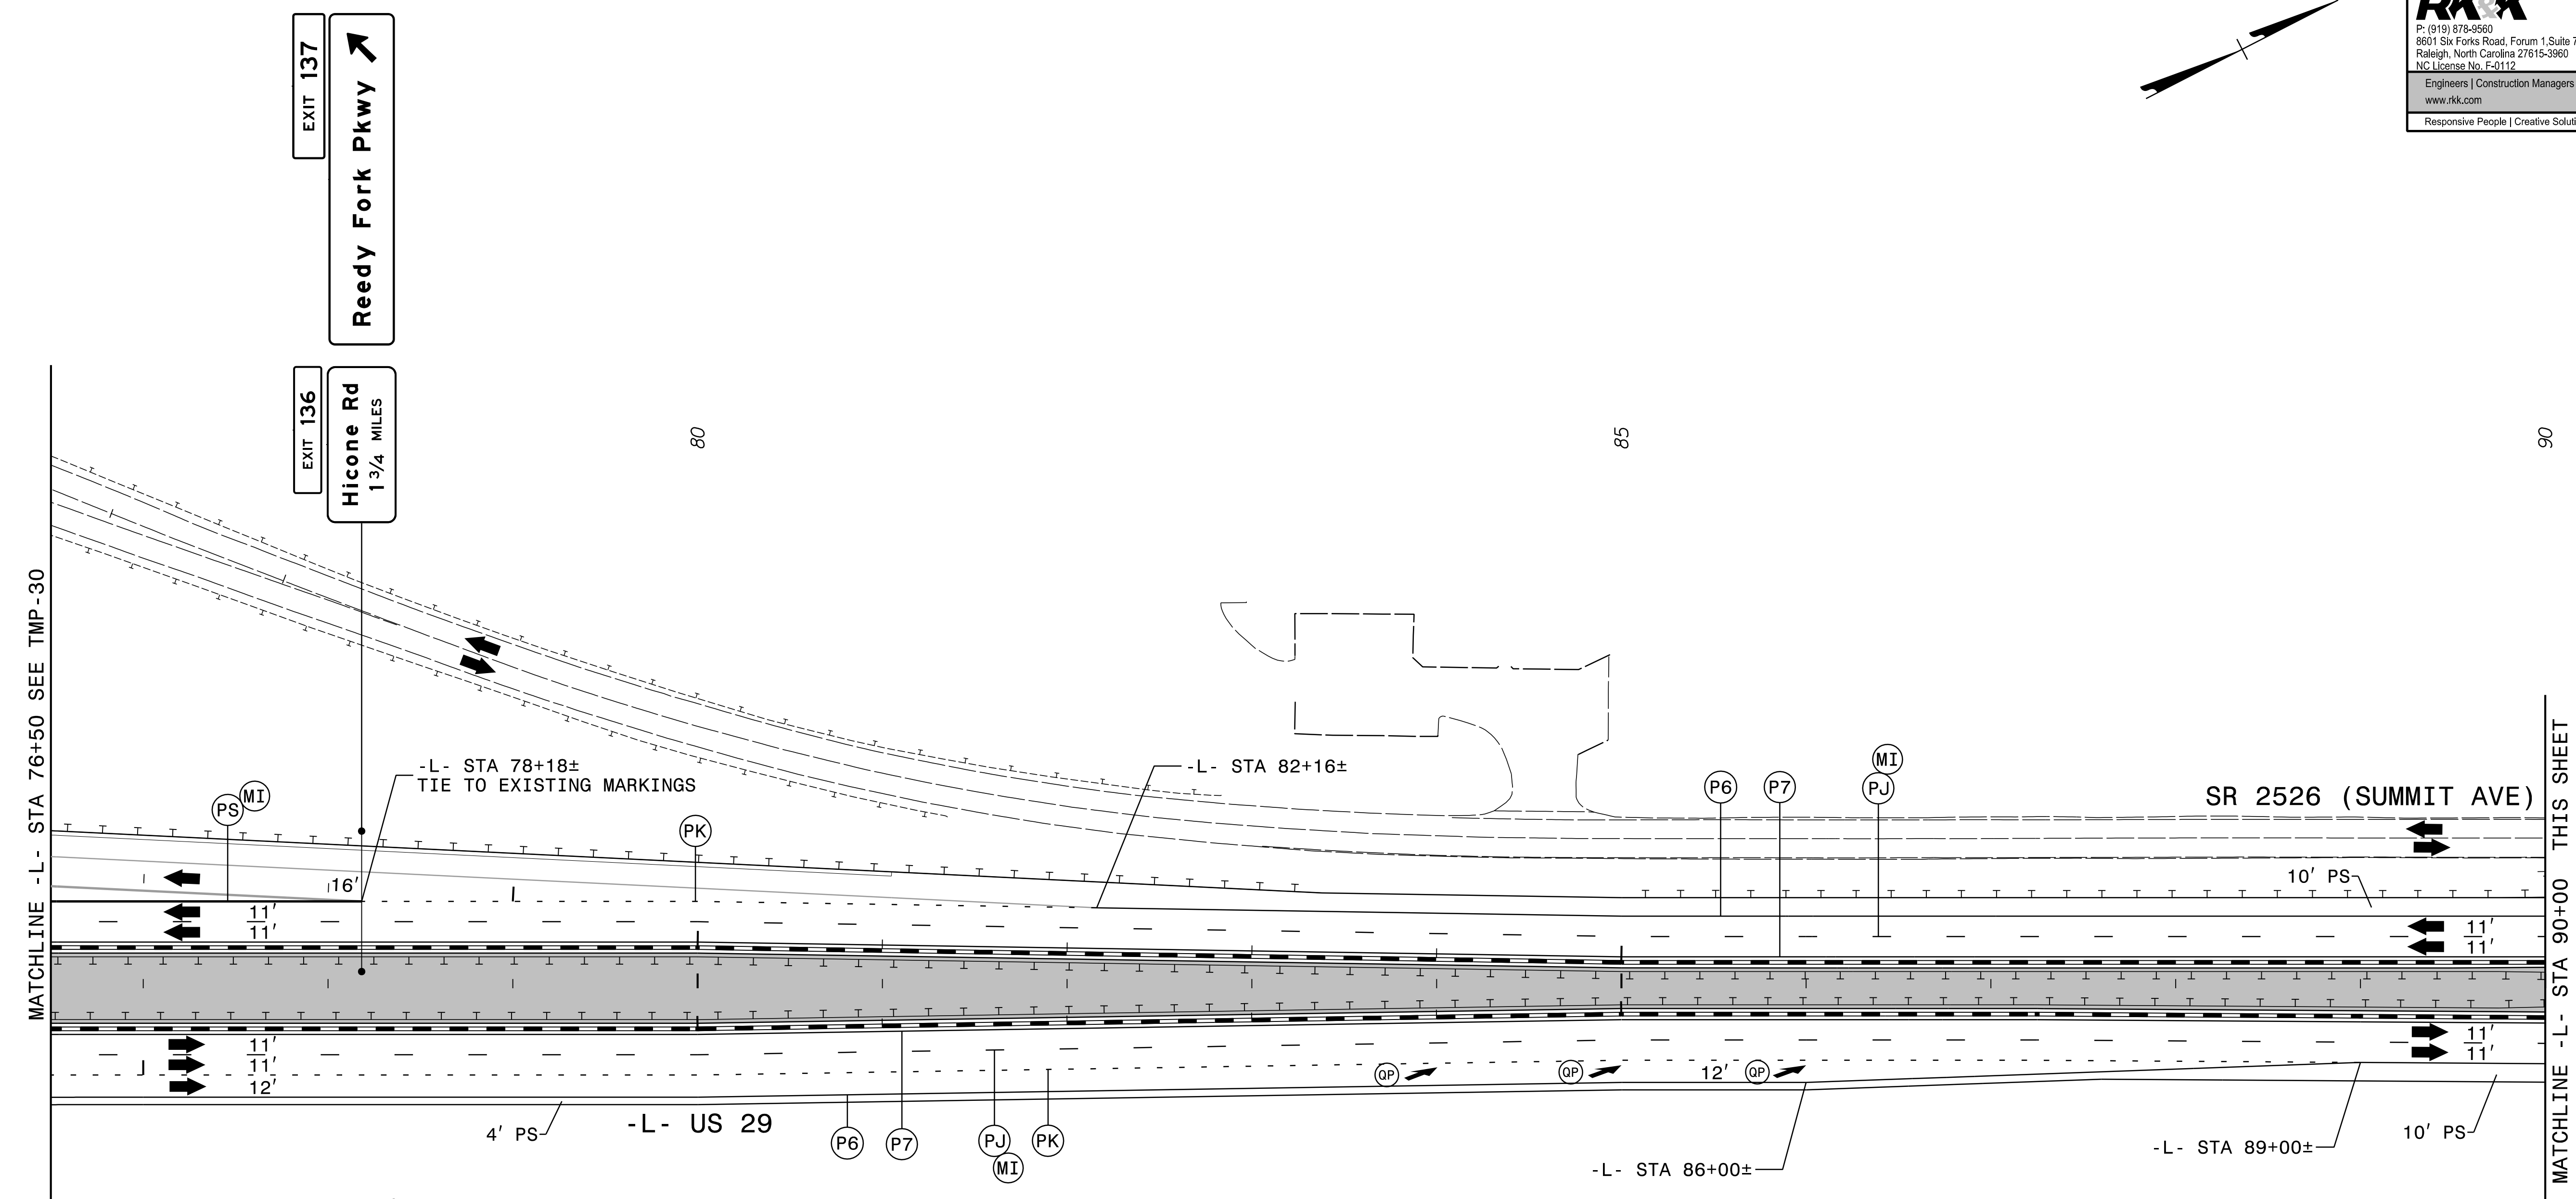 RK&K
P: (919) 878-9560
8601 Six Forks Road, Forum 1,Suite 7
Raleigh, North Carolina 27615-3960
NC License No. F-0112
Engineers | Construction Managers
www.rkk.com
Responsive People | Creative Soluti
EXIT 137
Reedy Fork Pkwy
EXIT 136
Hicone Rd
1 3/4 MILES
80
85
90
MATCHLINE -L- STA 76+50 SEE TMP-30
-L- STA 78+18±
TIE TO EXISTING MARKINGS
-L- STA 82+16±
PS
MI
PK
P6
P7
MI
PJ
SR 2526 (SUMMIT AVE)
10' PS
16'
11'
11'
11'
11'
11'
11'
12'
11'
11'
QP
QP
12'
QP
4' PS
-L- US 29
P6
P7
PJ
MI
PK
-L- STA 86+00±
-L- STA 89+00±
10' PS
MATCHLINE -L- STA 90+00 THIS SHEET